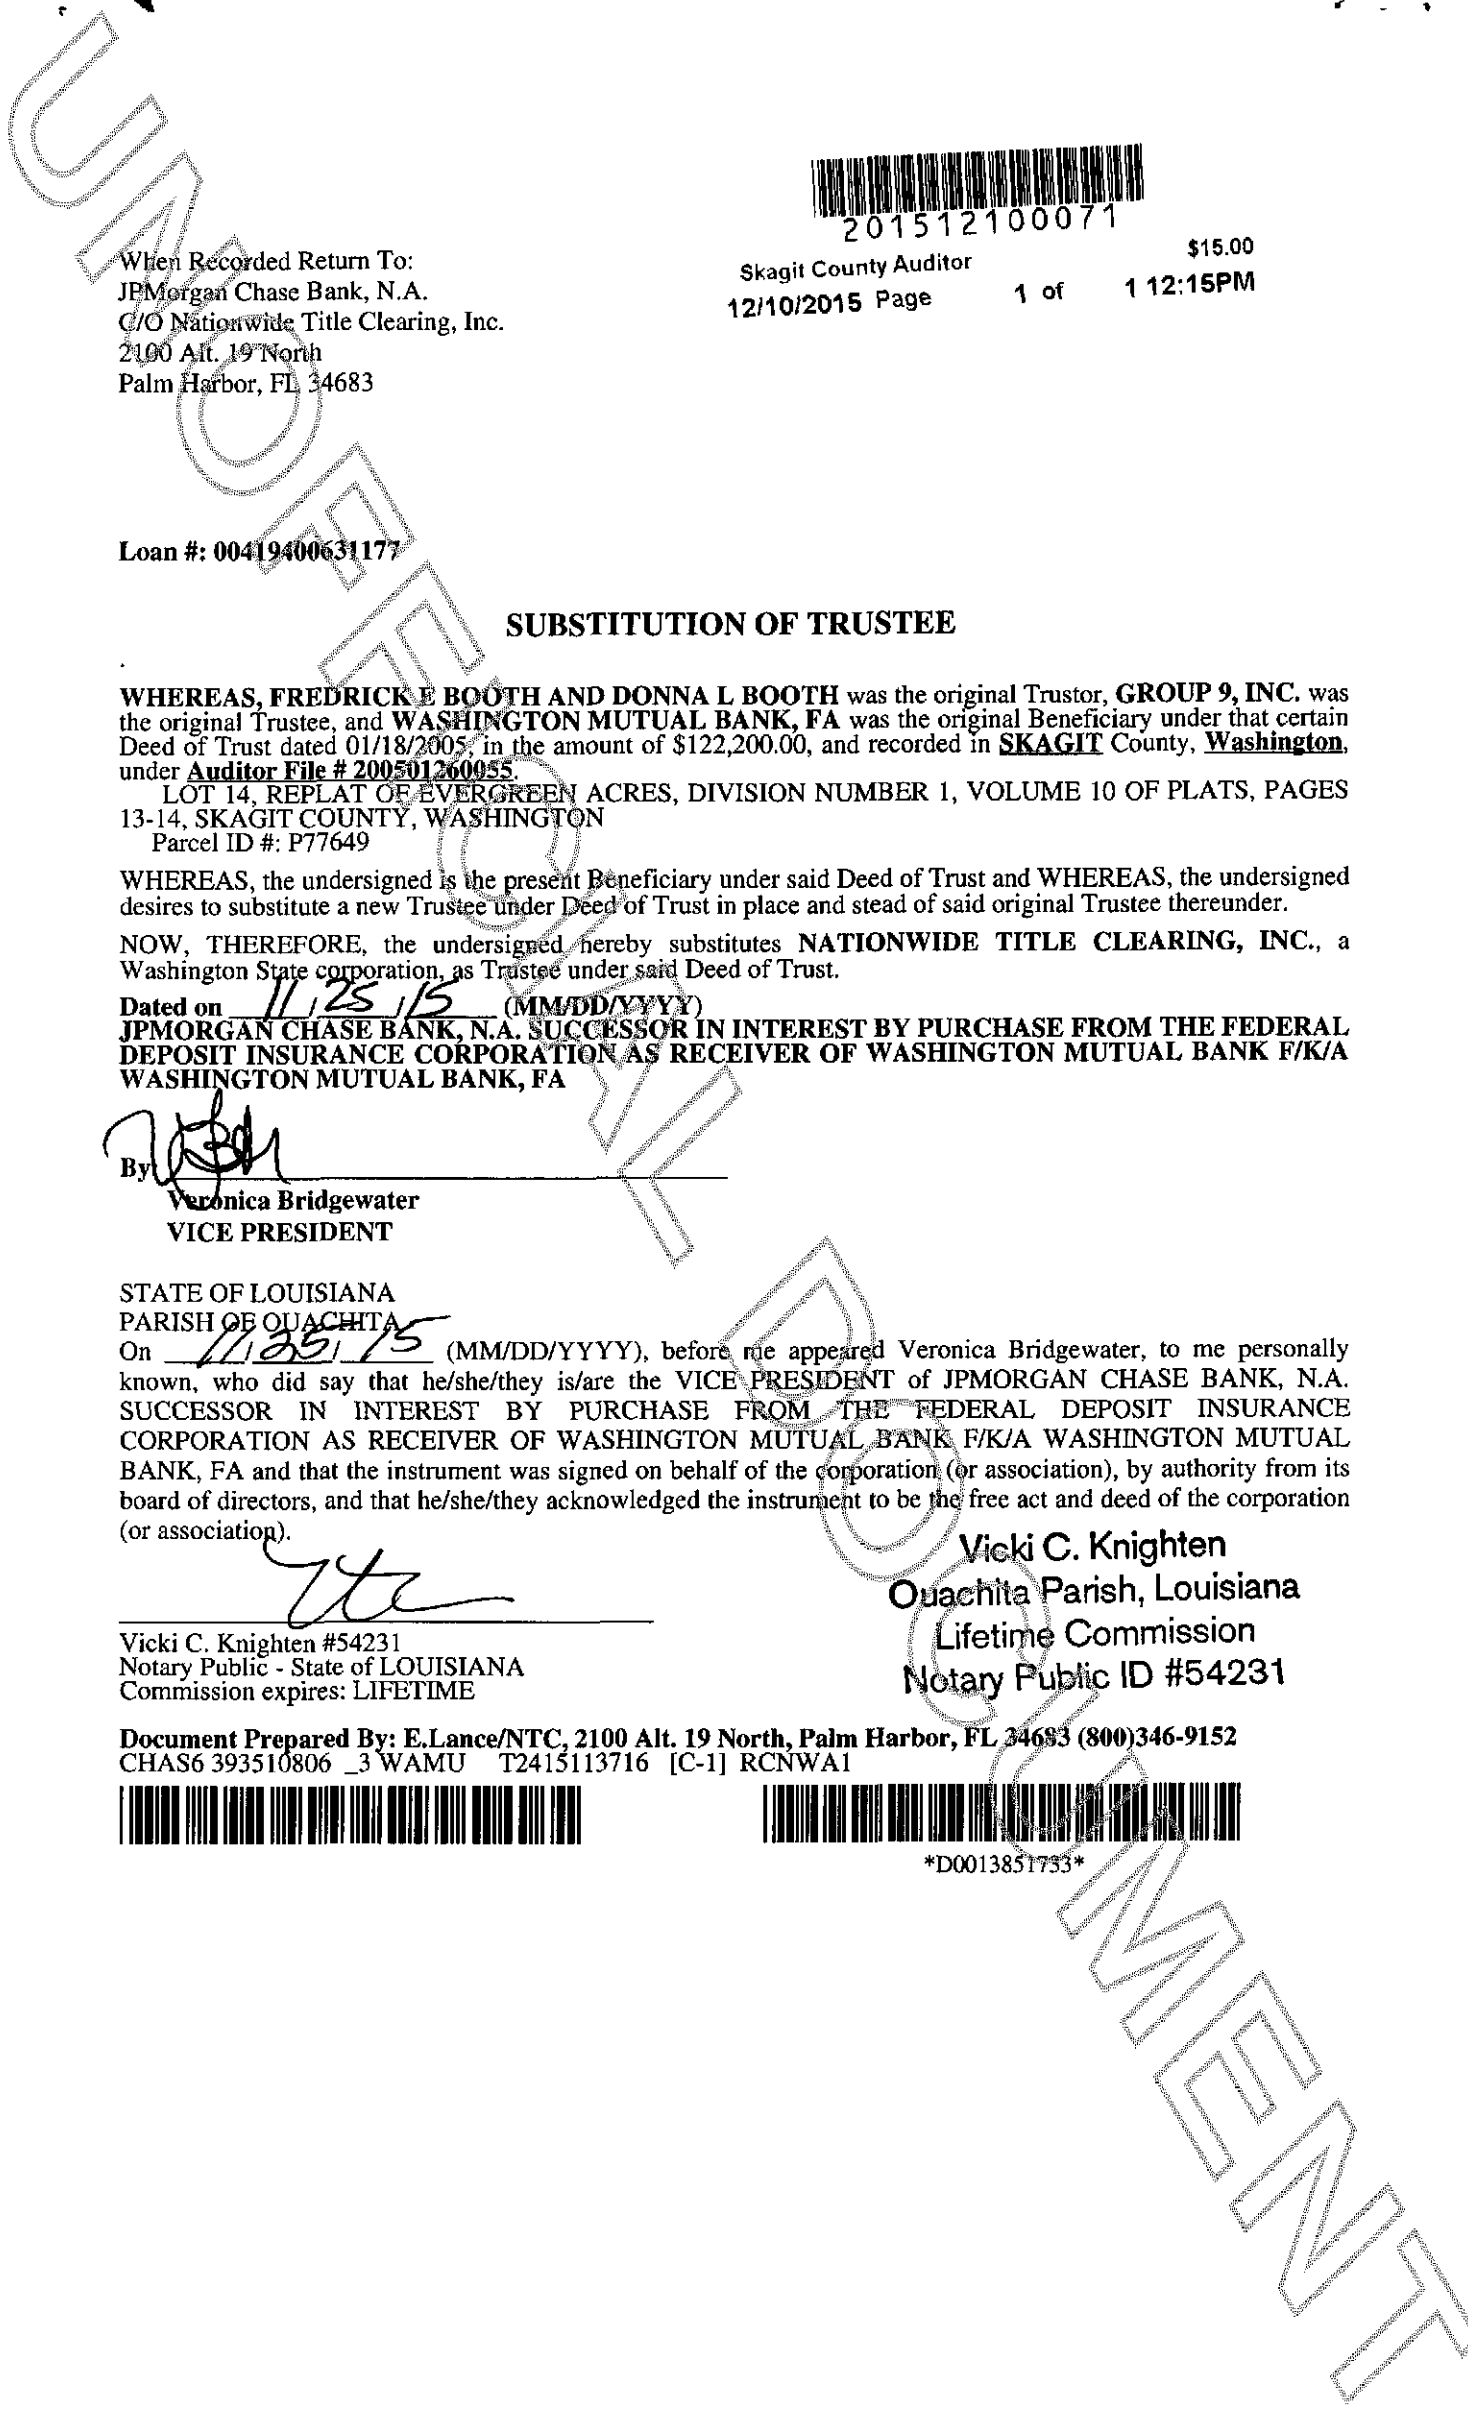 201512100071
Skagit County Auditor $15.00
12/10/2015 Page 1 of 1 12:15PM
When Recorded Return To:
JPMorgan Chase Bank, N.A.
C/O Nationwide Title Clearing, Inc.
2100 Alt. 19 North
Palm Harbor, FL 34683
Loan #: 00419400631177
SUBSTITUTION OF TRUSTEE
WHEREAS, FREDRICK E BOOTH AND DONNA L BOOTH was the original Trustor, GROUP 9, INC. was
the original Trustee, and WASHINGTON MUTUAL BANK, FA was the original Beneficiary under that certain
Deed of Trust dated 01/18/2005, in the amount of $122,200.00, and recorded in SKAGIT County, Washington,
under Auditor File # 200501260055.
LOT 14, REPLAT OF EVERGREEN ACRES, DIVISION NUMBER 1, VOLUME 10 OF PLATS, PAGES
13-14, SKAGIT COUNTY, WASHINGTON
Parcel ID #: P77649
WHEREAS, the undersigned is the present Beneficiary under said Deed of Trust and WHEREAS, the undersigned
desires to substitute a new Trustee under Deed of Trust in place and stead of said original Trustee thereunder.
NOW, THEREFORE, the undersigned hereby substitutes NATIONWIDE TITLE CLEARING, INC., a
Washington State corporation, as Trustee under said Deed of Trust.
Dated on 11/25/15 (MM/DD/YYYY)
JPMORGAN CHASE BANK, N.A. SUCCESSOR IN INTEREST BY PURCHASE FROM THE FEDERAL
DEPOSIT INSURANCE CORPORATION AS RECEIVER OF WASHINGTON MUTUAL BANK F/K/A
WASHINGTON MUTUAL BANK, FA
By
Veronica Bridgewater
VICE PRESIDENT
STATE OF LOUISIANA
PARISH OF OUACHITA
On 11/25/15 (MM/DD/YYYY), before me appeared Veronica Bridgewater, to me personally
known, who did say that he/she/they is/are the VICE PRESIDENT of JPMORGAN CHASE BANK, N.A.
SUCCESSOR IN INTEREST BY PURCHASE FROM THE FEDERAL DEPOSIT INSURANCE
CORPORATION AS RECEIVER OF WASHINGTON MUTUAL BANK F/K/A WASHINGTON MUTUAL
BANK, FA and that the instrument was signed on behalf of the corporation (or association), by authority from its
board of directors, and that he/she/they acknowledged the instrument to be the free act and deed of the corporation
(or association).
Vicki C. Knighten
Ouachita Parish, Louisiana
Lifetime Commission
Notary Public ID #54231
Vicki C. Knighten #54231
Notary Public - State of LOUISIANA
Commission expires: LIFETIME
Document Prepared By: E.Lance/NTC, 2100 Alt. 19 North, Palm Harbor, FL 34683 (800)346-9152
CHAS6 393510806 _3 WAMU T2415113716 [C-1] RCNWA1
*D0013851733*
UNOFFICIAL DOCUMENT